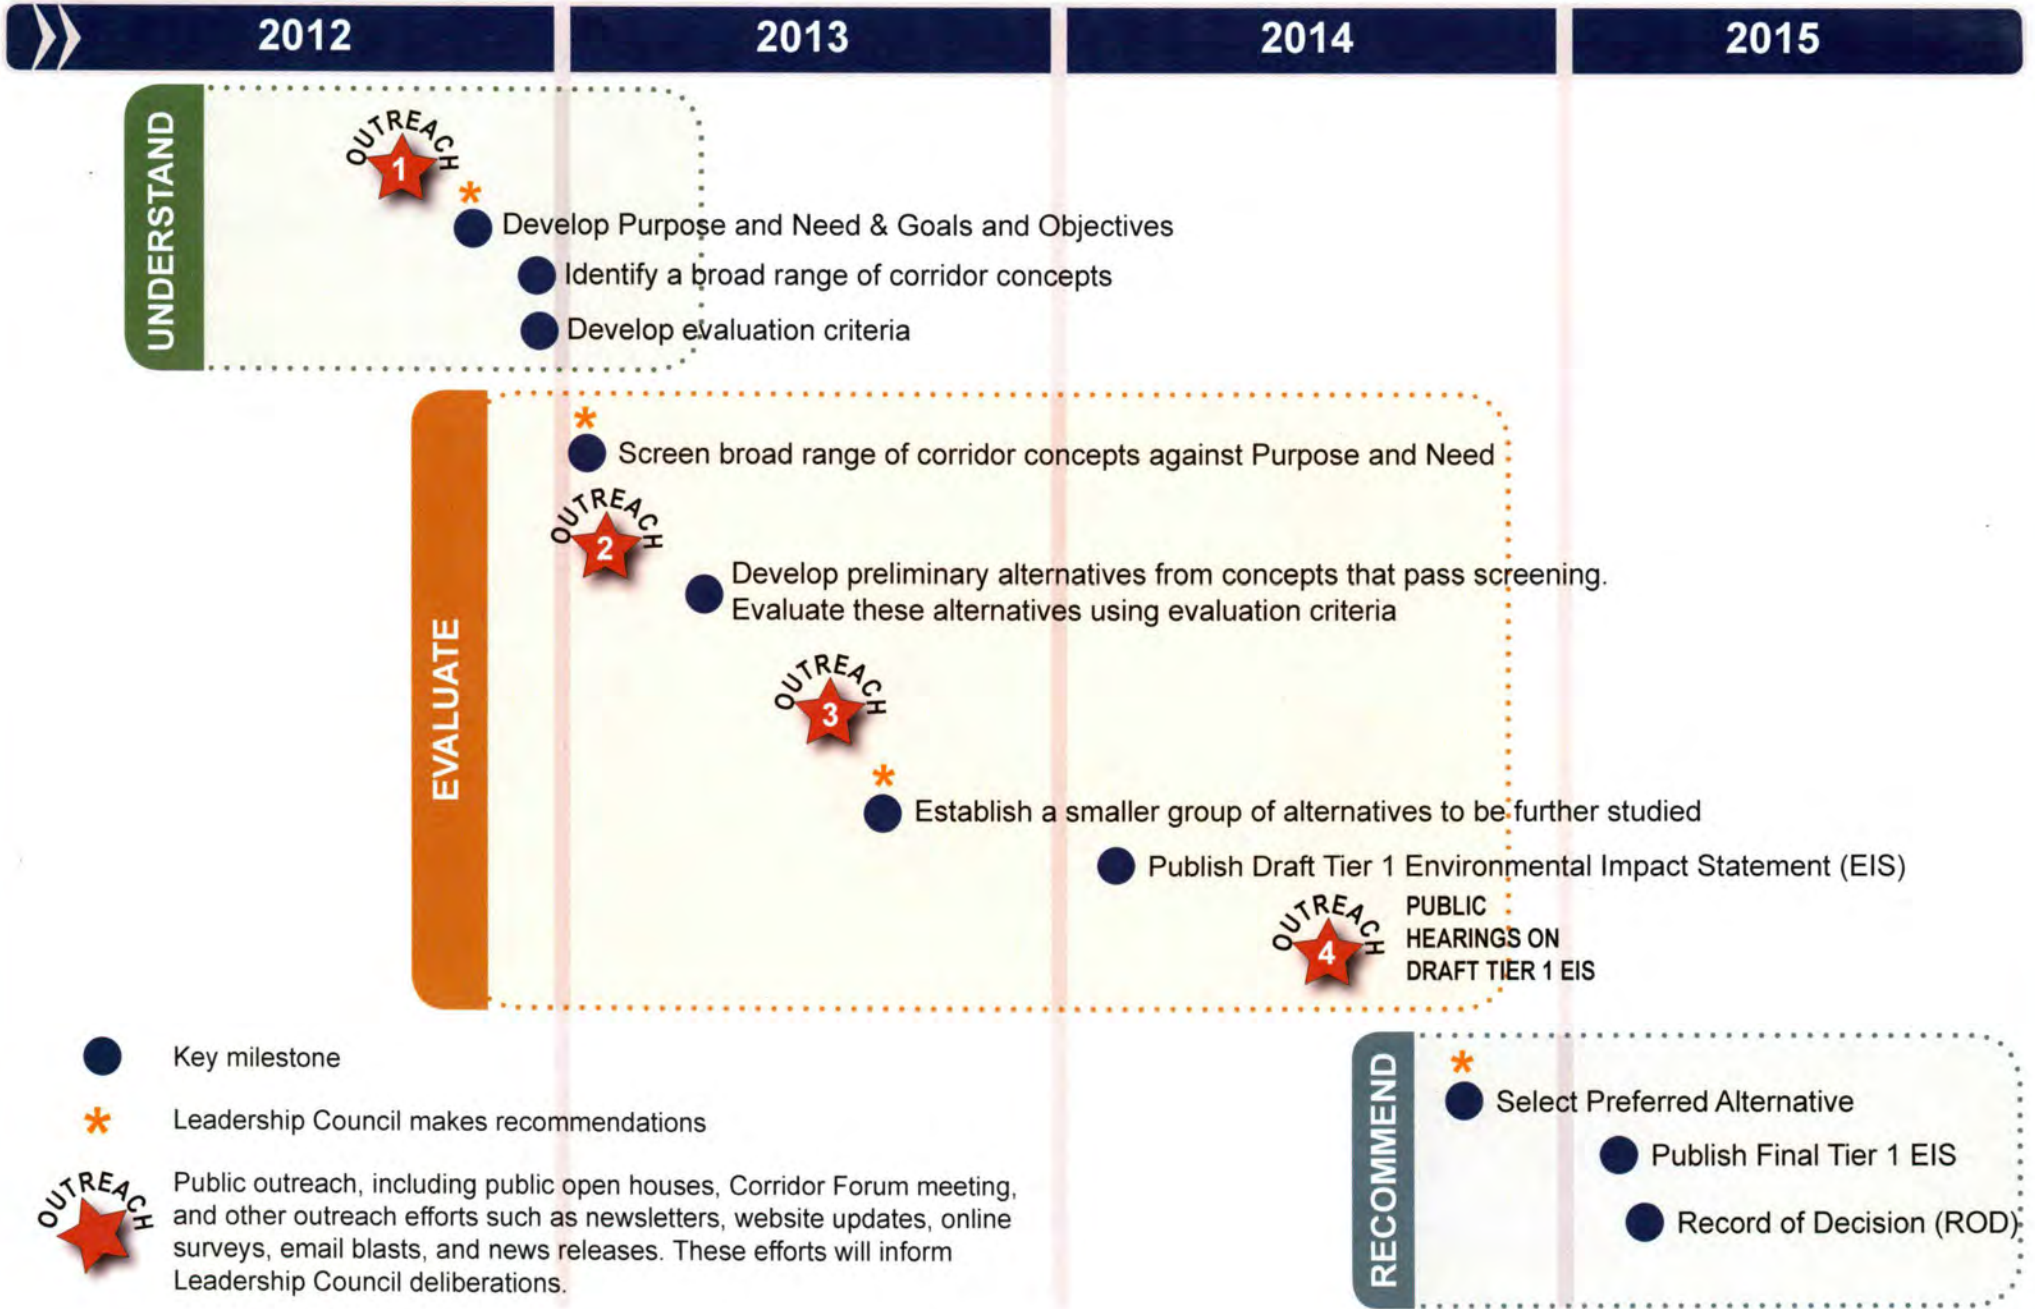 2012
2013
2014
2015
UNDERSTAND
OUTREACH
1
*
Develop Purpose and Need & Goals and Objectives
Identify a broad range of corridor concepts
Develop evaluation criteria
EVALUATE
*
Screen broad range of corridor concepts against Purpose and Need
OUTREACH
2
Develop preliminary alternatives from concepts that pass screening.
Evaluate these alternatives using evaluation criteria
OUTREACH
3
*
Establish a smaller group of alternatives to be further studied
Publish Draft Tier 1 Environmental Impact Statement (EIS)
OUTREACH
4
PUBLIC
HEARINGS ON
DRAFT TIER 1 EIS
RECOMMEND
*
Select Preferred Alternative
Publish Final Tier 1 EIS
Record of Decision (ROD)
Key milestone
*
Leadership Council makes recommendations
OUTREACH
Public outreach, including public open houses, Corridor Forum meeting,
and other outreach efforts such as newsletters, website updates, online
surveys, email blasts, and news releases. These efforts will inform
Leadership Council deliberations.